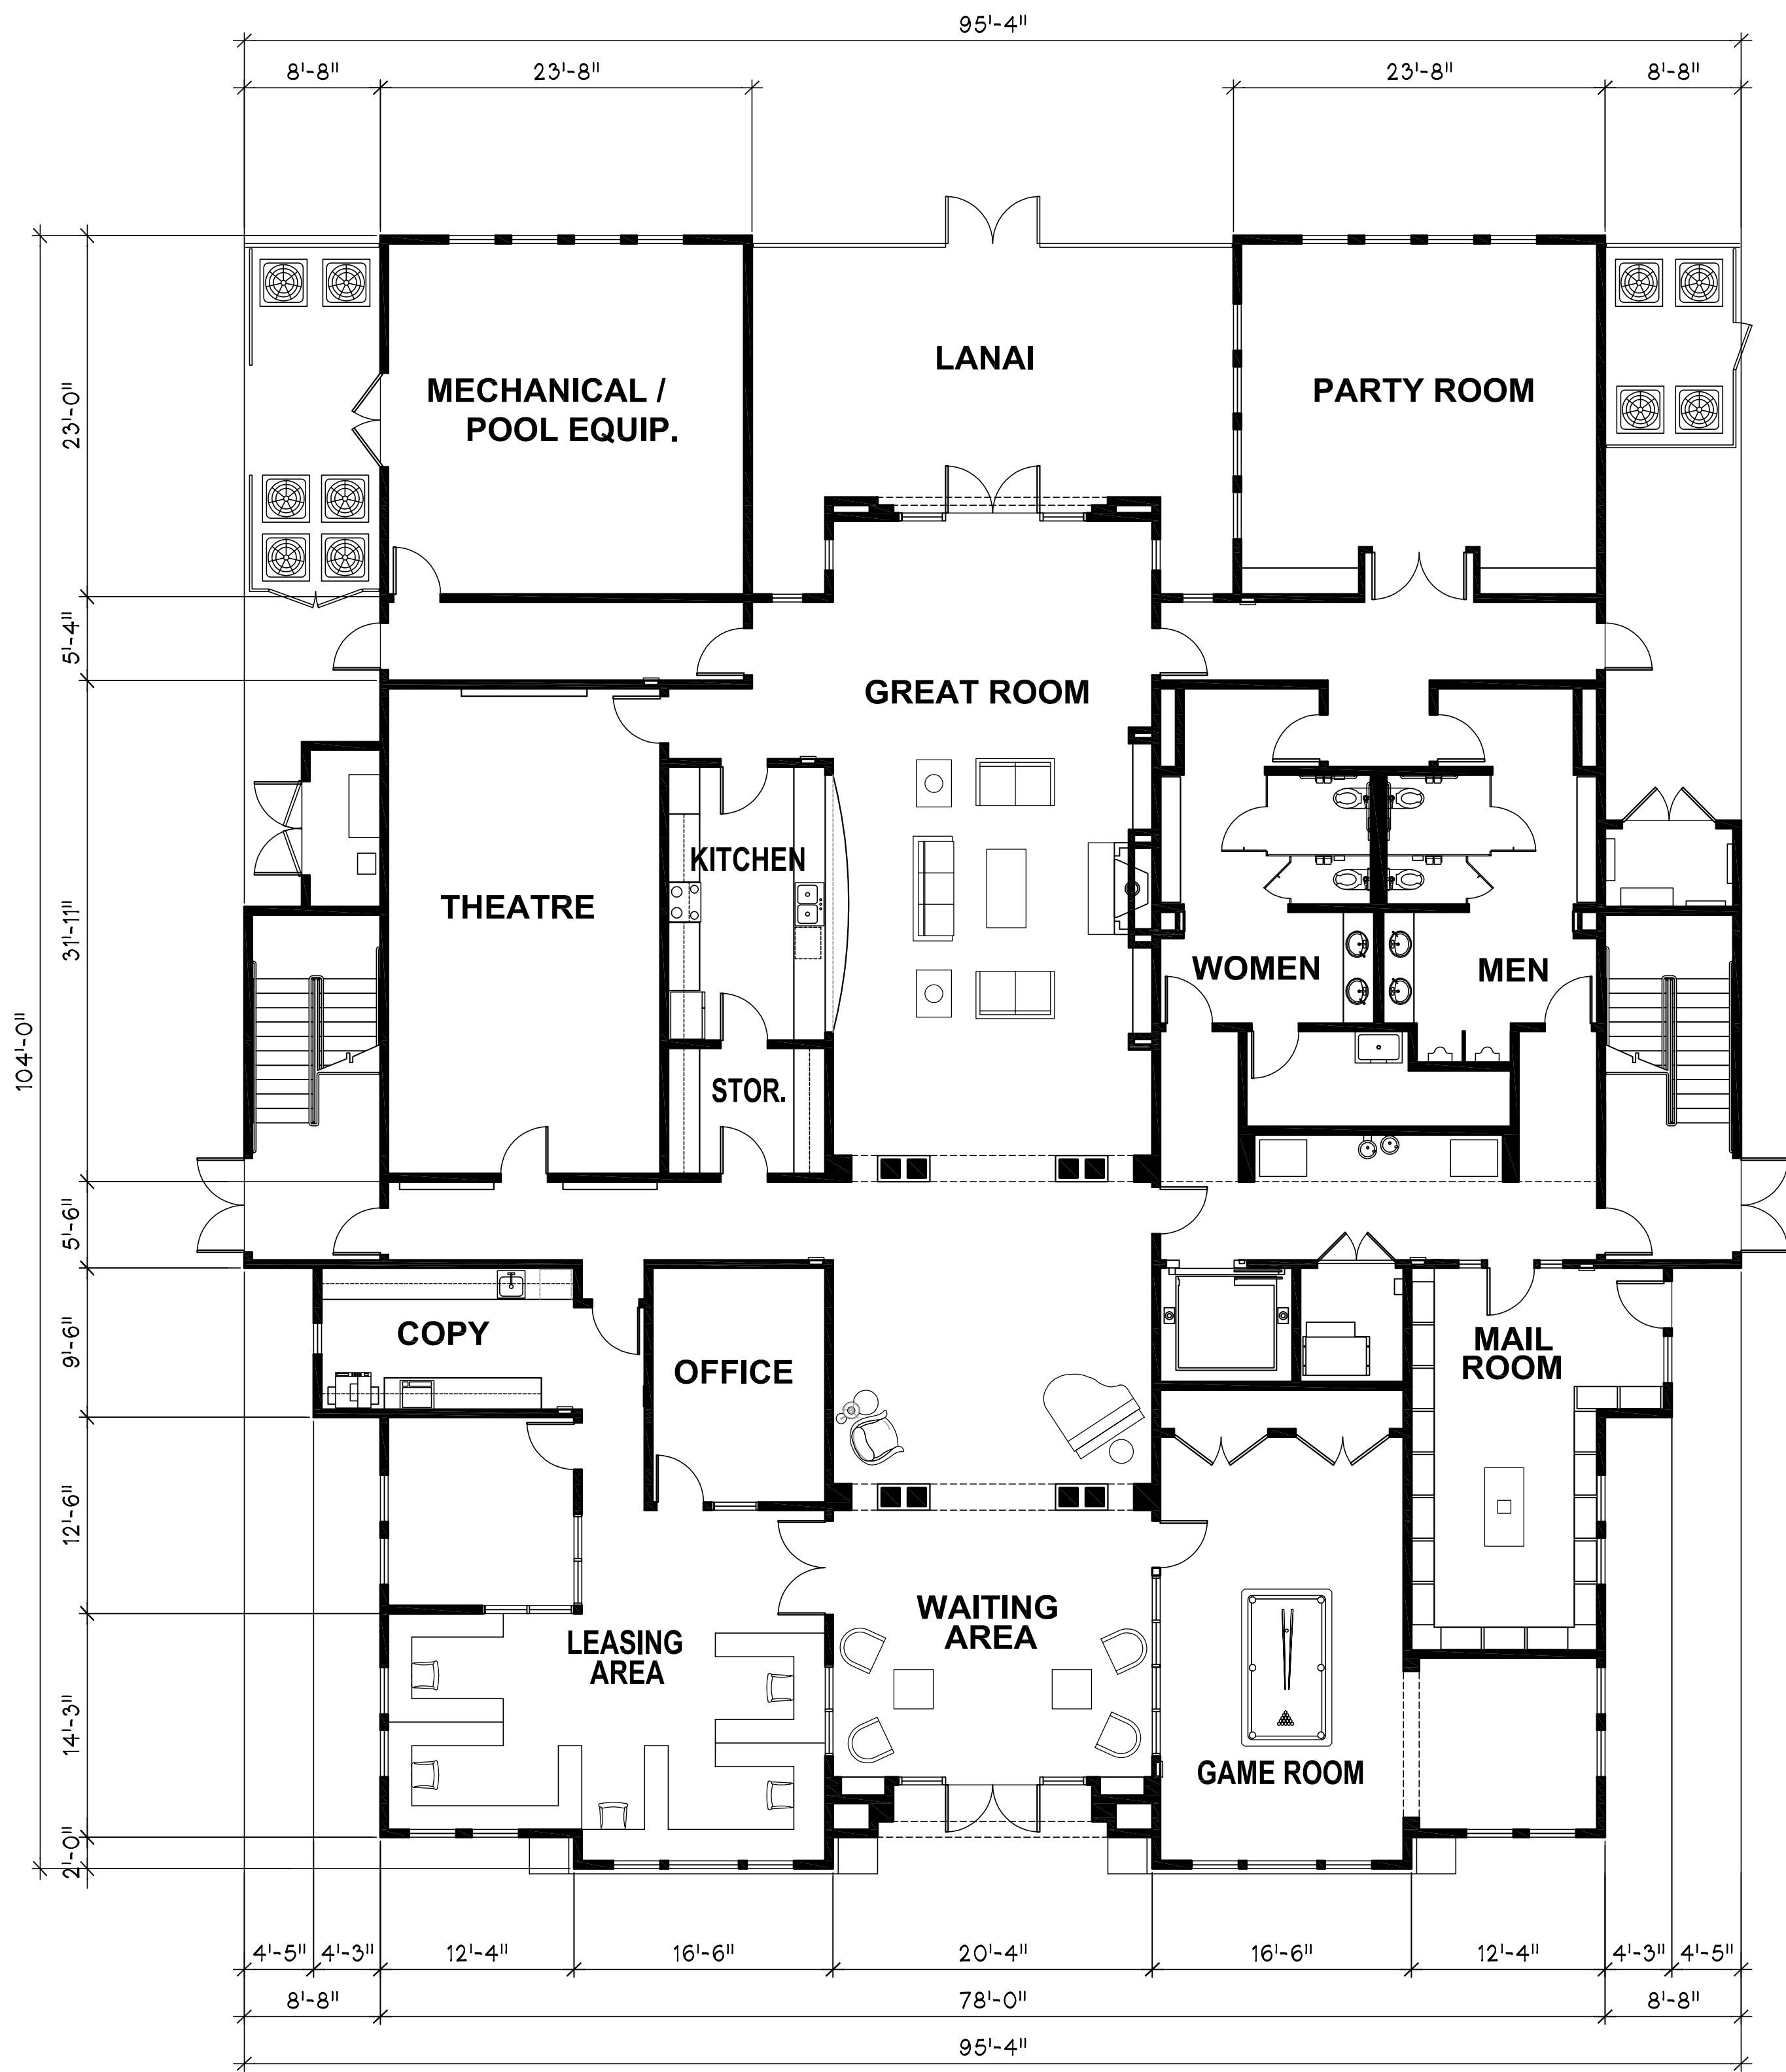 95'-4"
8'-8"
23'-8"
23'-8"
8'-8"
LANAI
MECHANICAL /
POOL EQUIP.
PARTY ROOM
23'-0"
5'-4"
GREAT ROOM
KITCHEN
THEATRE
31'-11"
WOMEN
MEN
104'-0"
STOR.
5'-6"
COPY
OFFICE
MAIL
ROOM
9'-6"
12'-6"
WAITING
AREA
LEASING
AREA
14'-3"
GAME ROOM
2'-0"
4'-5"
4'-3"
12'-4"
16'-6"
20'-4"
16'-6"
12'-4"
4'-3"
4'-5"
8'-8"
78'-0"
8'-8"
95'-4"